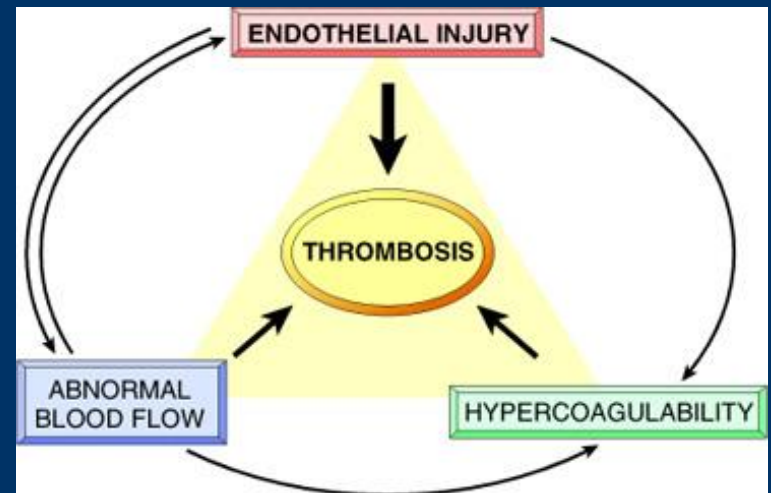 ENDOTHELIAL INJURY
THROMBOSIS
ABNORMAL
BLOOD FLOW
HYPERCOAGULABILITY